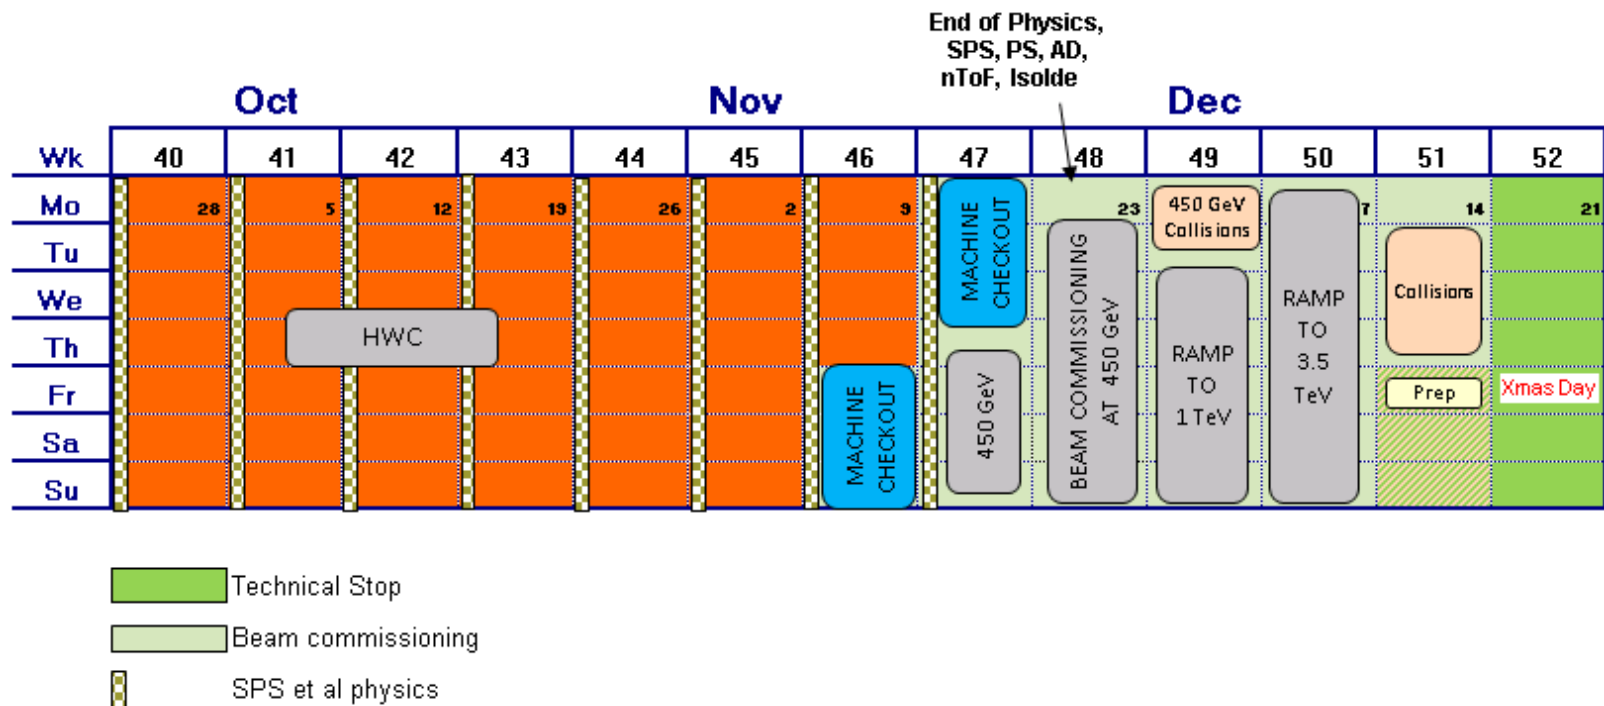 End of Physics,
SPS, PS, AD,
nToF, Isolde
Oct Nov Dec
Wk 40 41 42 43 44 45 46 47 48 49 50 51 52
Mo 28 5 12 19 26 2 9 23 7 14 21
Tu
We
Th
Fr
Sa
Su
HWC
MACHINE
CHECKOUT
MACHINE
CHECKOUT
450 GeV
BEAM COMMISSIONING
AT 450 GeV
450 GeV
Collisions
RAMP
TO
1 TeV
RAMP
TO
3.5
TeV
Collisions
Prep
Xmas Day
Technical Stop
Beam commissioning
SPS et al physics